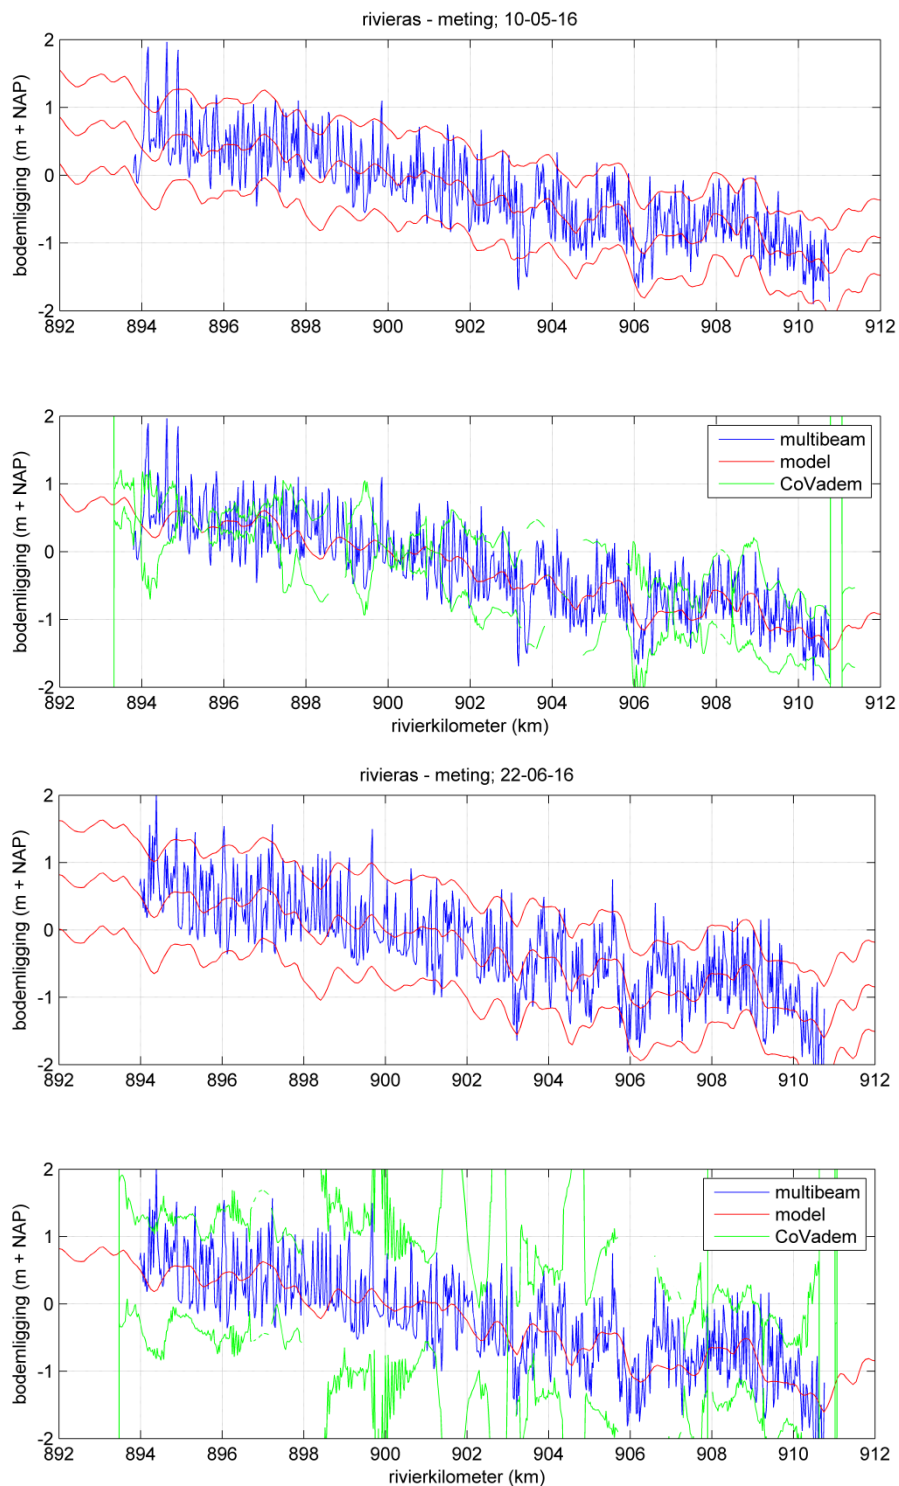 rivieras - meting; 10-05-16
bodemligging (m + NAP)
2
1
0
-1
-2
892 894 896 898 900 902 904 906 908 910 912
bodemligging (m + NAP)
2
1
0
-1
-2
multibeam
model
CoVadem
892 894 896 898 900 902 904 906 908 910 912
rivierkilometer (km)
rivieras - meting; 22-06-16
bodemligging (m + NAP)
2
1
0
-1
-2
892 894 896 898 900 902 904 906 908 910 912
bodemligging (m + NAP)
2
1
0
-1
-2
multibeam
model
CoVadem
892 894 896 898 900 902 904 906 908 910 912
rivierkilometer (km)